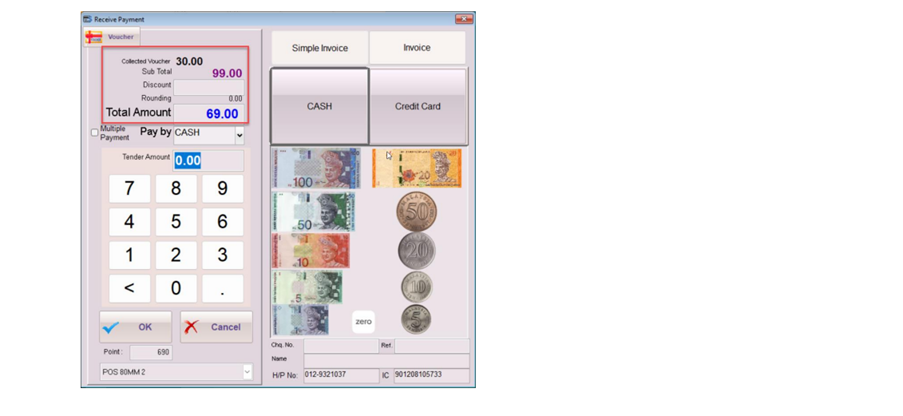 Receive Payment
Voucher
Collected Voucher 30.00
Sub Total 99.00
Discount
Rounding 0.00
Total Amount 69.00
Multiple Payment
Pay by CASH
Tender Amount 0.00
7 8 9
4 5 6
1 2 3
< 0 .
OK Cancel
Point : 690
POS 80MM 2
Simple Invoice Invoice
CASH Credit Card
100 20
50 50
10 20
5 10
zero 5
Chq. No. Ref.
Name
H/P No: 012-9321037 IC 901208105733